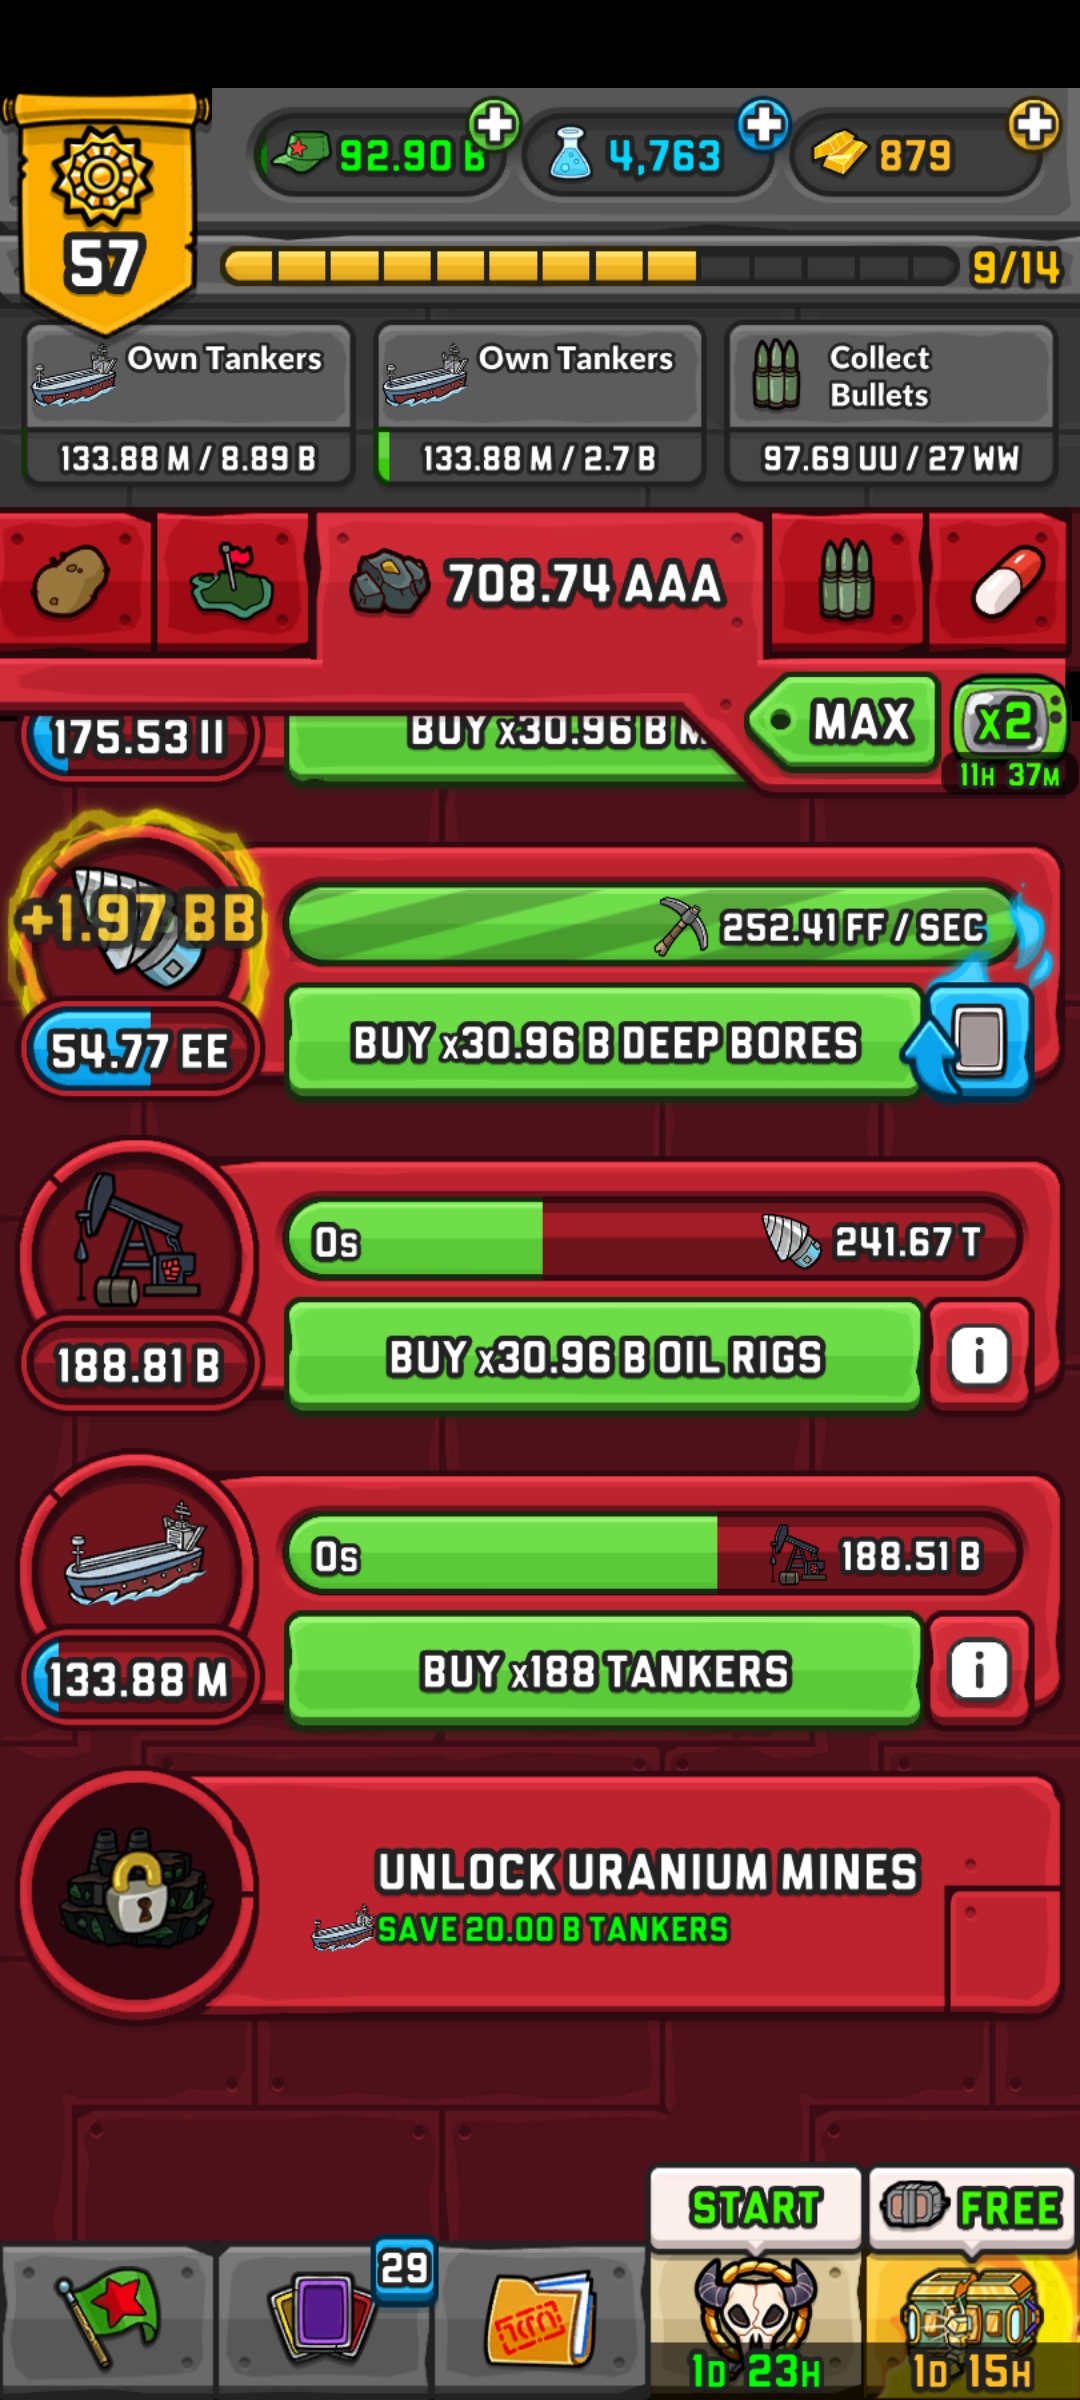 92.90 B
4,763
879
57
9/14
Own Tankers
133.88 M / 8.89 B
Own Tankers
133.88 M / 2.7 B
Collect
Bullets
97.69 UU / 27 WW
708.74 AAA
175.53 II
BUY x30.96 B M
MAX
x2
11H 37M
+1.97 BB
252.41 FF / SEC
54.77 EE
BUY x30.96 B DEEP BORES
0s
241.67 T
188.81 B
BUY x30.96 B OIL RIGS
i
0s
188.51 B
133.88 M
BUY x188 TANKERS
i
UNLOCK URANIUM MINES
SAVE 20.00 B TANKERS
START
FREE
29
1D 23H
1D 15H